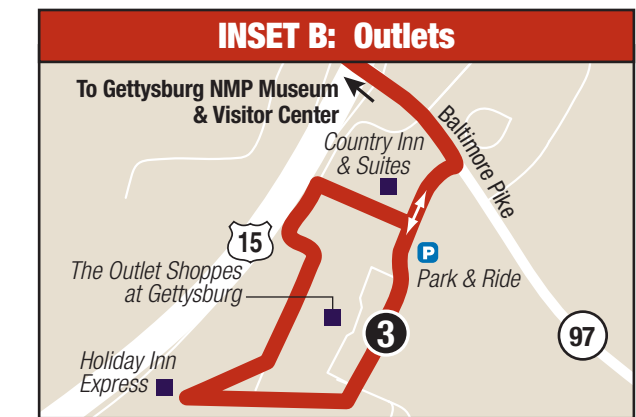 INSET B: Outlets
To Gettysburg NMP Museum
& Visitor Center
Baltimore Pike
Country Inn
& Suites
15
The Outlet Shoppes
at Gettysburg
P
Park & Ride
3
97
Holiday Inn
Express